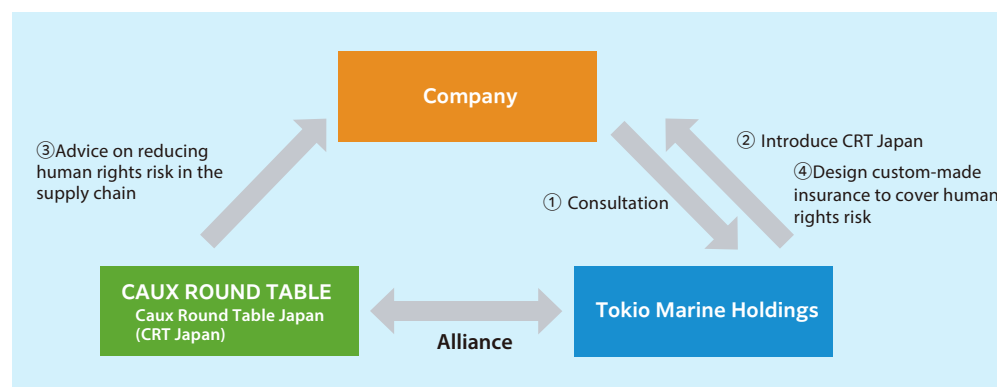 Company
③Advice on reducing
human rights risk in the
supply chain
② Introduce CRT Japan
④Design custom-made
insurance to cover human
rights risk
① Consultation
CAUX ROUND TABLE
Caux Round Table Japan
(CRT Japan)
Alliance
Tokio Marine Holdings